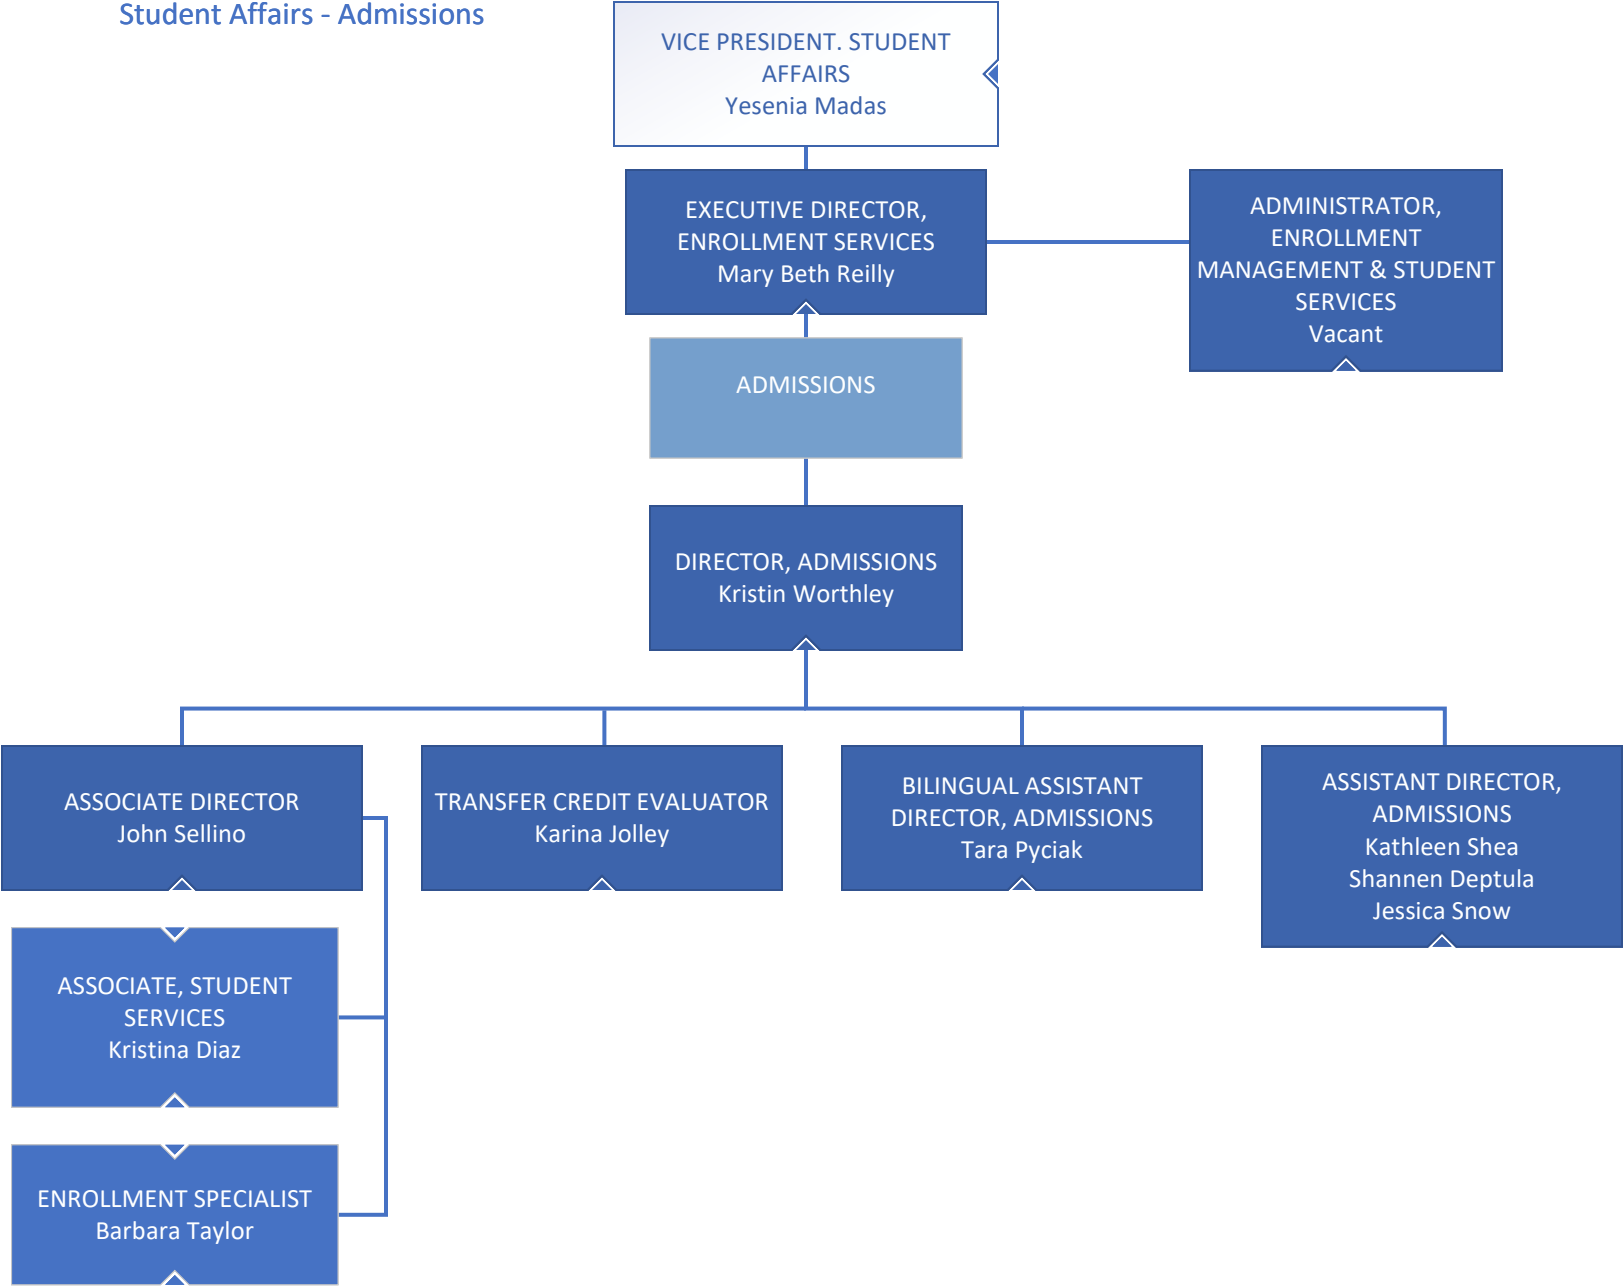 Student Affairs - Admissions
VICE PRESIDENT. STUDENT
AFFAIRS
Yesenia Madas
EXECUTIVE DIRECTOR,
ENROLLMENT SERVICES
Mary Beth Reilly
ADMINISTRATOR,
ENROLLMENT
MANAGEMENT & STUDENT
SERVICES
Vacant
ADMISSIONS
DIRECTOR, ADMISSIONS
Kristin Worthley
ASSOCIATE DIRECTOR
John Sellino
TRANSFER CREDIT EVALUATOR
Karina Jolley
BILINGUAL ASSISTANT
DIRECTOR, ADMISSIONS
Tara Pyciak
ASSISTANT DIRECTOR,
ADMISSIONS
Kathleen Shea
Shannen Deptula
Jessica Snow
ASSOCIATE, STUDENT
SERVICES
Kristina Diaz
ENROLLMENT SPECIALIST
Barbara Taylor